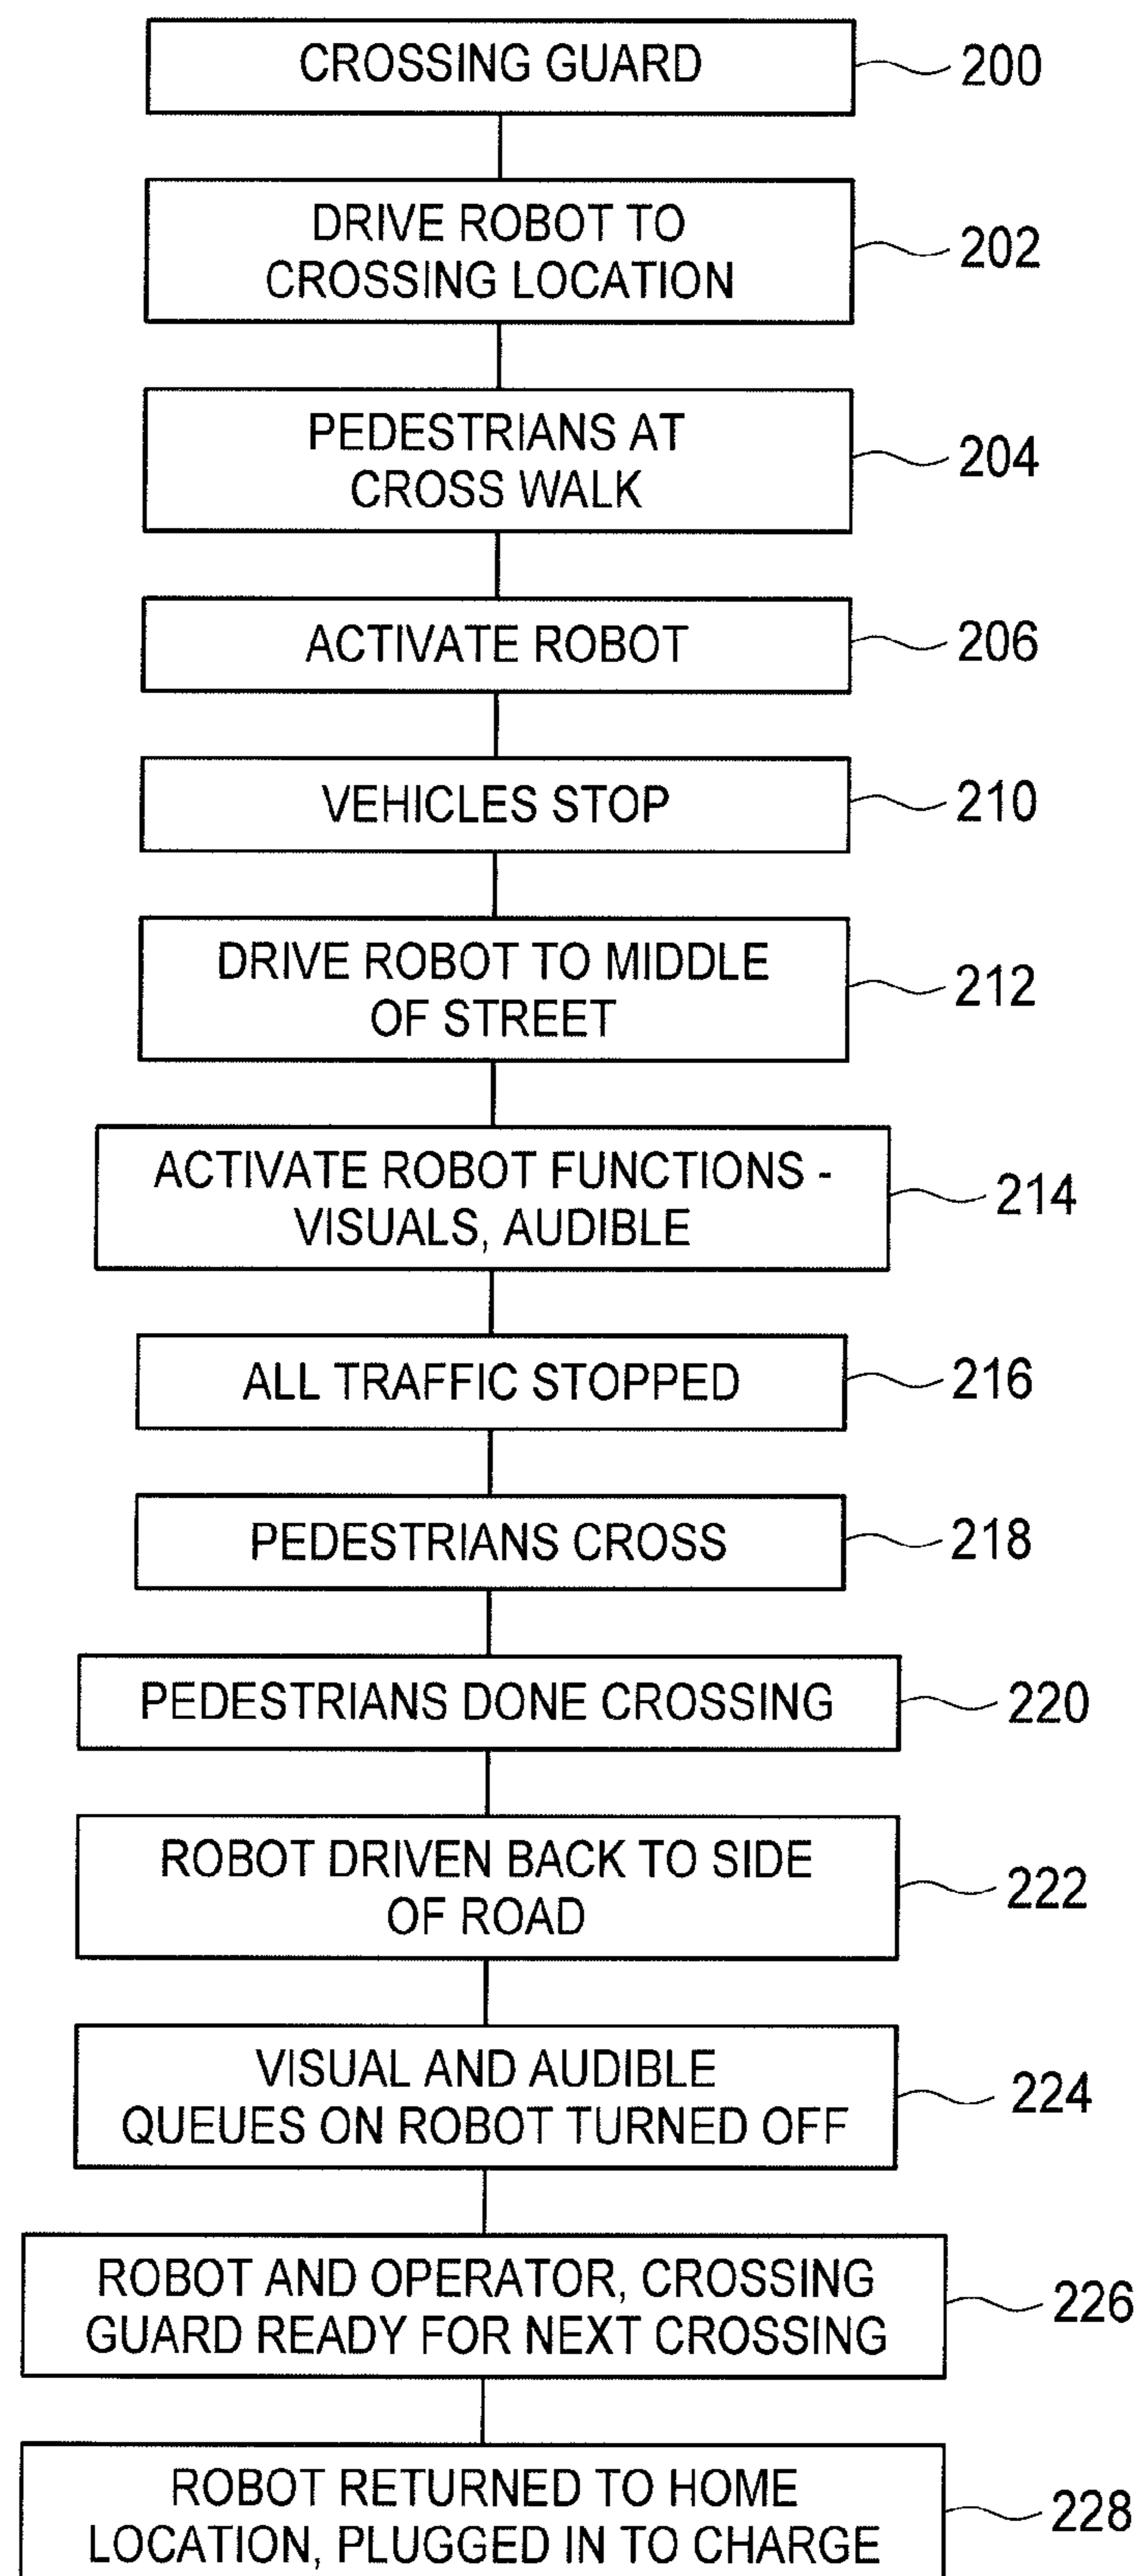 CROSSING GUARD 200
DRIVE ROBOT TO
CROSSING LOCATION 202
PEDESTRIANS AT
CROSS WALK 204
ACTIVATE ROBOT 206
VEHICLES STOP 210
DRIVE ROBOT TO MIDDLE
OF STREET 212
ACTIVATE ROBOT FUNCTIONS -
VISUALS, AUDIBLE 214
ALL TRAFFIC STOPPED 216
PEDESTRIANS CROSS 218
PEDESTRIANS DONE CROSSING 220
ROBOT DRIVEN BACK TO SIDE
OF ROAD 222
VISUAL AND AUDIBLE
QUEUES ON ROBOT TURNED OFF 224
ROBOT AND OPERATOR, CROSSING
GUARD READY FOR NEXT CROSSING 226
ROBOT RETURNED TO HOME
LOCATION, PLUGGED IN TO CHARGE 228